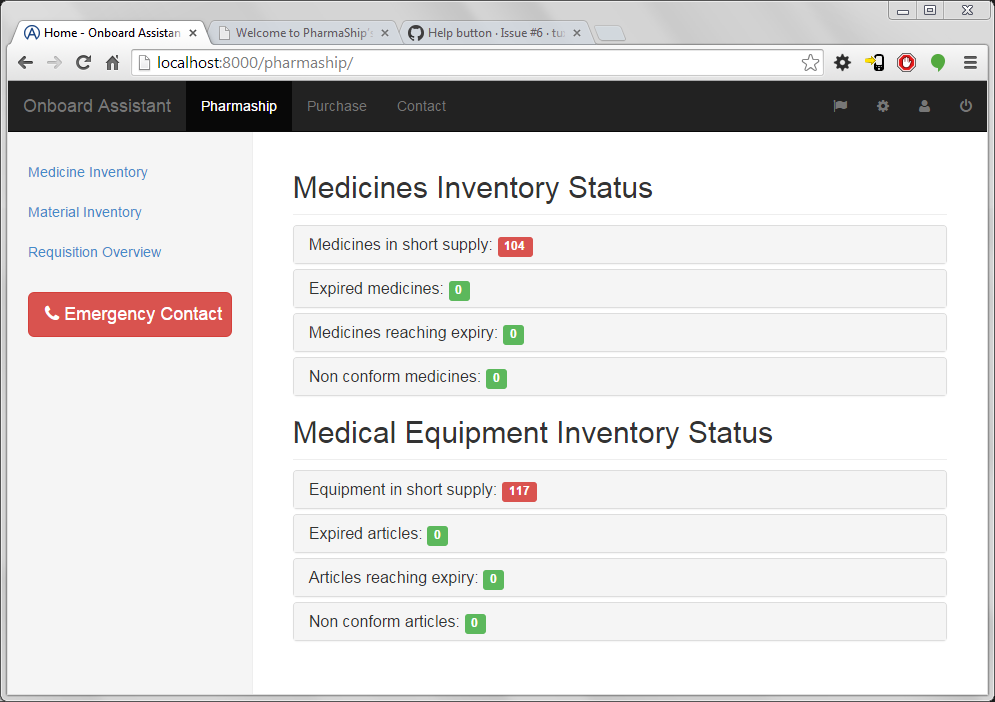 Home - Onboard Assistan
Welcome to PharmaShip's
Help button · Issue #6 · tur
localhost:8000/pharmaship/
Onboard Assistant
Pharmaship
Purchase
Contact
Medicine Inventory
Material Inventory
Requisition Overview
Emergency Contact
Medicines Inventory Status
Medicines in short supply: 104
Expired medicines: 0
Medicines reaching expiry: 0
Non conform medicines: 0
Medical Equipment Inventory Status
Equipment in short supply: 117
Expired articles: 0
Articles reaching expiry: 0
Non conform articles: 0